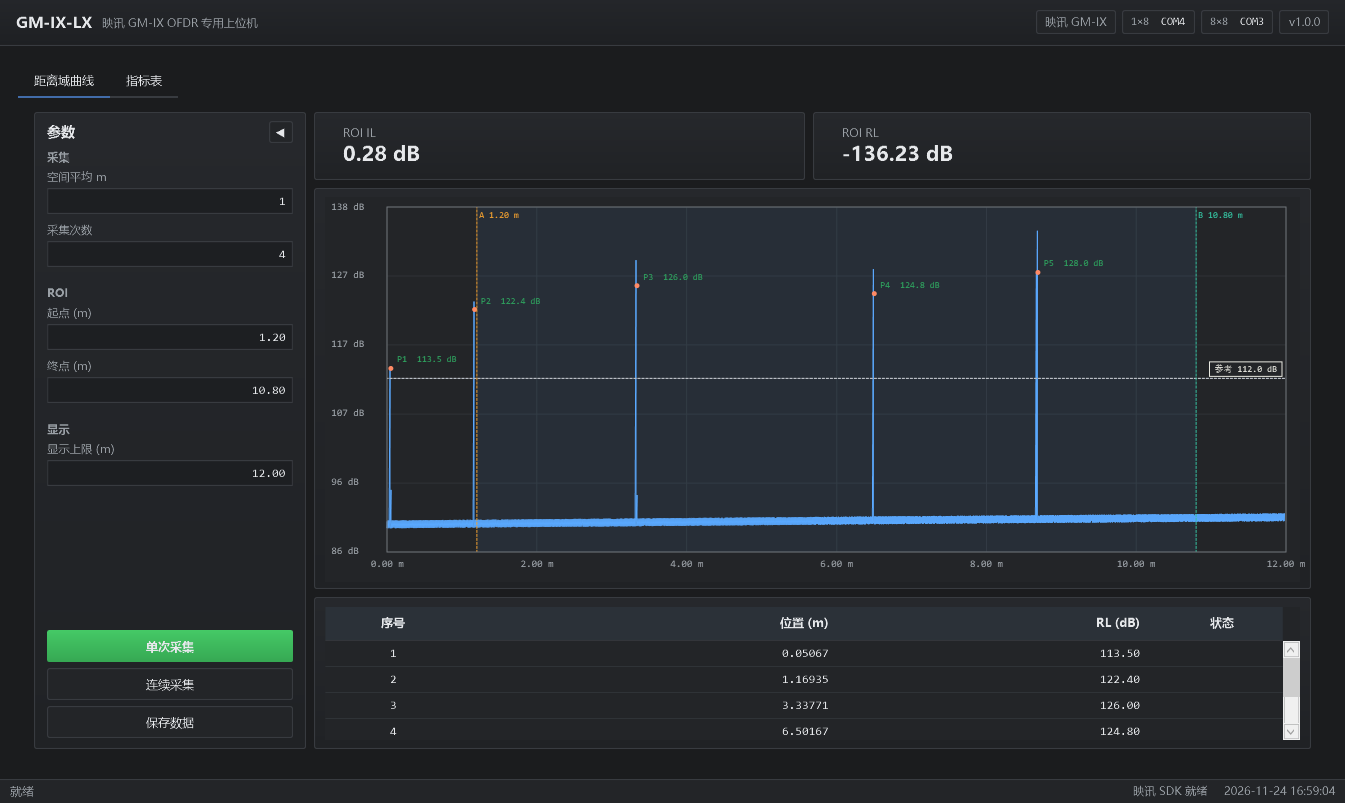 GM-IX-LX 映讯 GM-IX OFDR 专用上位机 映讯 GM-IX 1×8 COM4 8×8 COM3 v1.0.0
距离域曲线 指标表
参数 ◀
采集
空间平均 m
1
采集次数
4
ROI
起点 (m)
1.20
终点 (m)
10.80
显示
显示上限 (m)
12.00
单次采集
连续采集
保存数据
ROI IL
0.28 dB
ROI RL
-136.23 dB
138 dB
127 dB
117 dB
107 dB
96 dB
86 dB
A 1.20 m
B 10.80 m
P1 113.5 dB
P2 122.4 dB
P3 126.0 dB
P4 124.8 dB
P5 128.0 dB
参考 112.0 dB
0.00 m 2.00 m 4.00 m 6.00 m 8.00 m 10.00 m 12.00 m
序号 位置 (m) RL (dB) 状态
1 0.05067 113.50
2 1.16935 122.40
3 3.33771 126.00
4 6.50167 124.80
就绪 映讯 SDK 就绪 2026-11-24 16:59:04